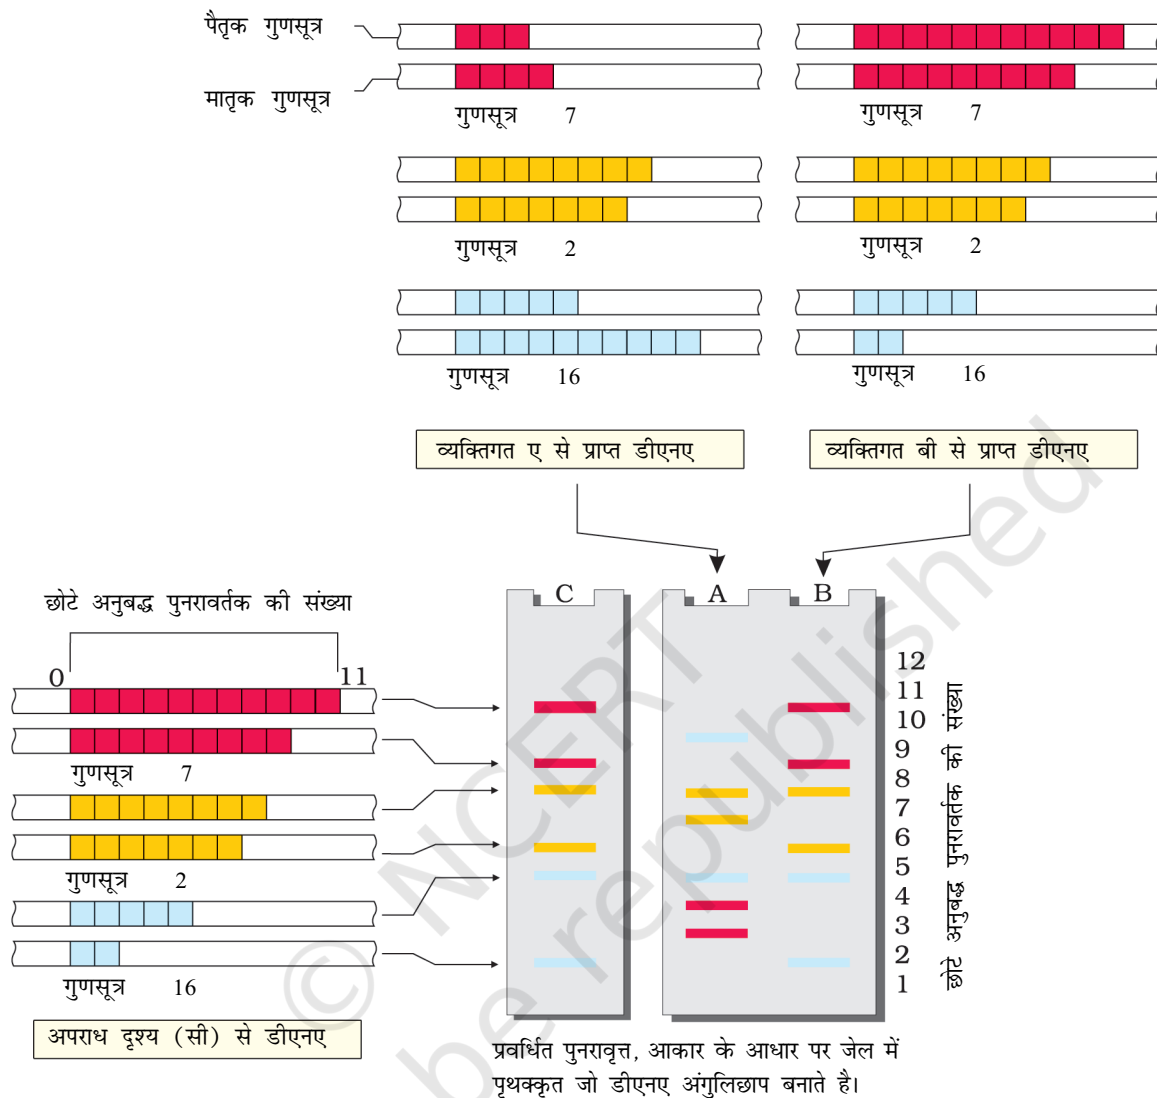 पैतृक गुणसूत्र
मातृक गुणसूत्र
गुणसूत्र 7
गुणसूत्र 7
गुणसूत्र 2
गुणसूत्र 2
गुणसूत्र 16
गुणसूत्र 16
व्यक्तिगत ए से प्राप्त डीएनए
व्यक्तिगत बी से प्राप्त डीएनए
छोटे अनुबद्ध पुनरावर्तक की संख्या
0 11
गुणसूत्र 7
गुणसूत्र 2
गुणसूत्र 16
अपराध दृश्य (सी) से डीएनए
C
A B
12
11
10
9
8
7
6
5
4
3
2
1
छोटे अनुबद्ध पुनरावर्तक की संख्या
प्रवर्धित पुनरावृत्त, आकार के आधार पर जेल में
पृथक्कृत जो डीएनए अंगुलिछाप बनाते है।
© NCERT
be republished